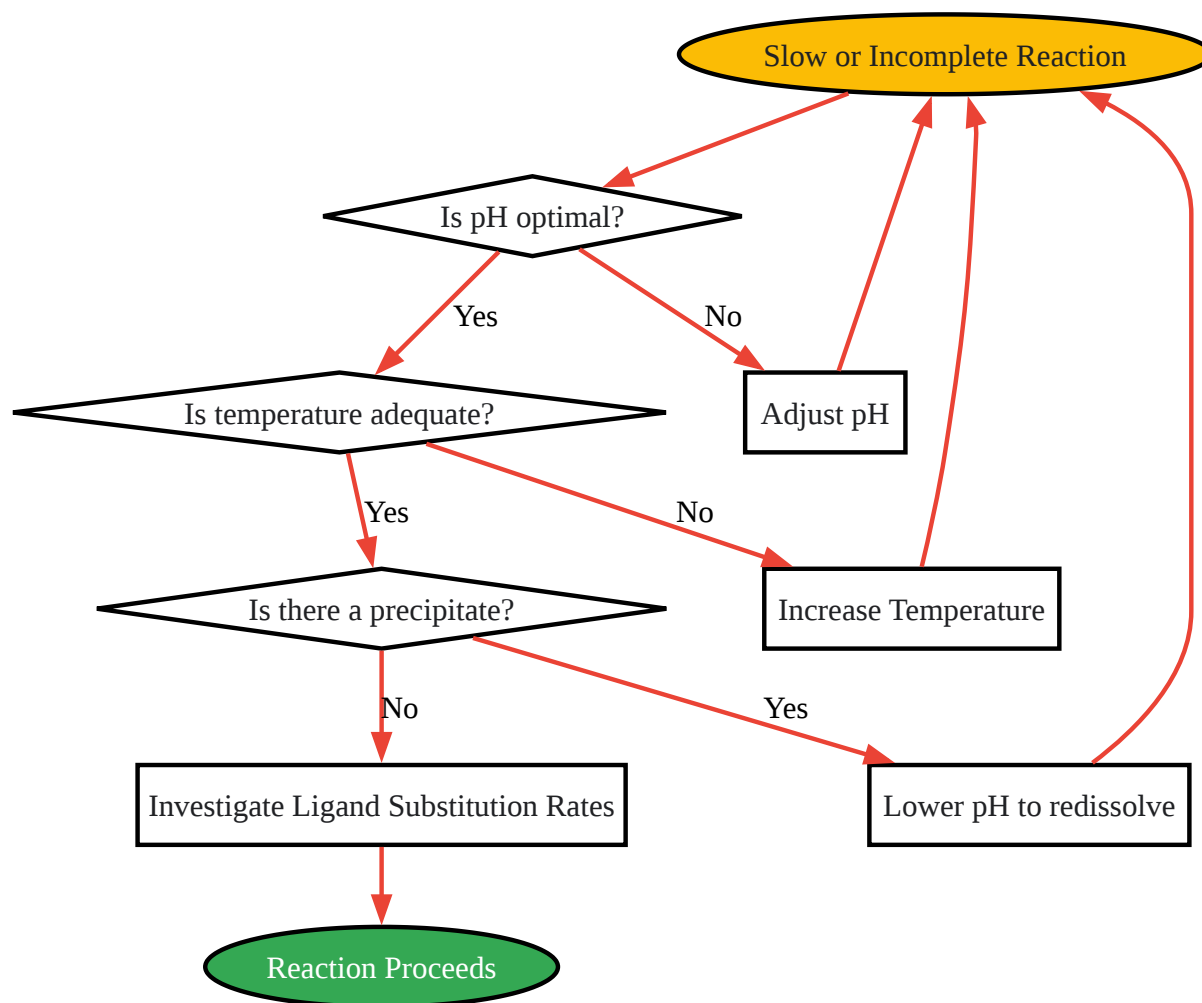 Slow or Incomplete Reaction
Is pH optimal?
Yes
No
Is temperature adequate?
Adjust pH
Yes
No
Is there a precipitate?
Increase Temperature
No
Yes
Investigate Ligand Substitution Rates
Lower pH to redissolve
Reaction Proceeds